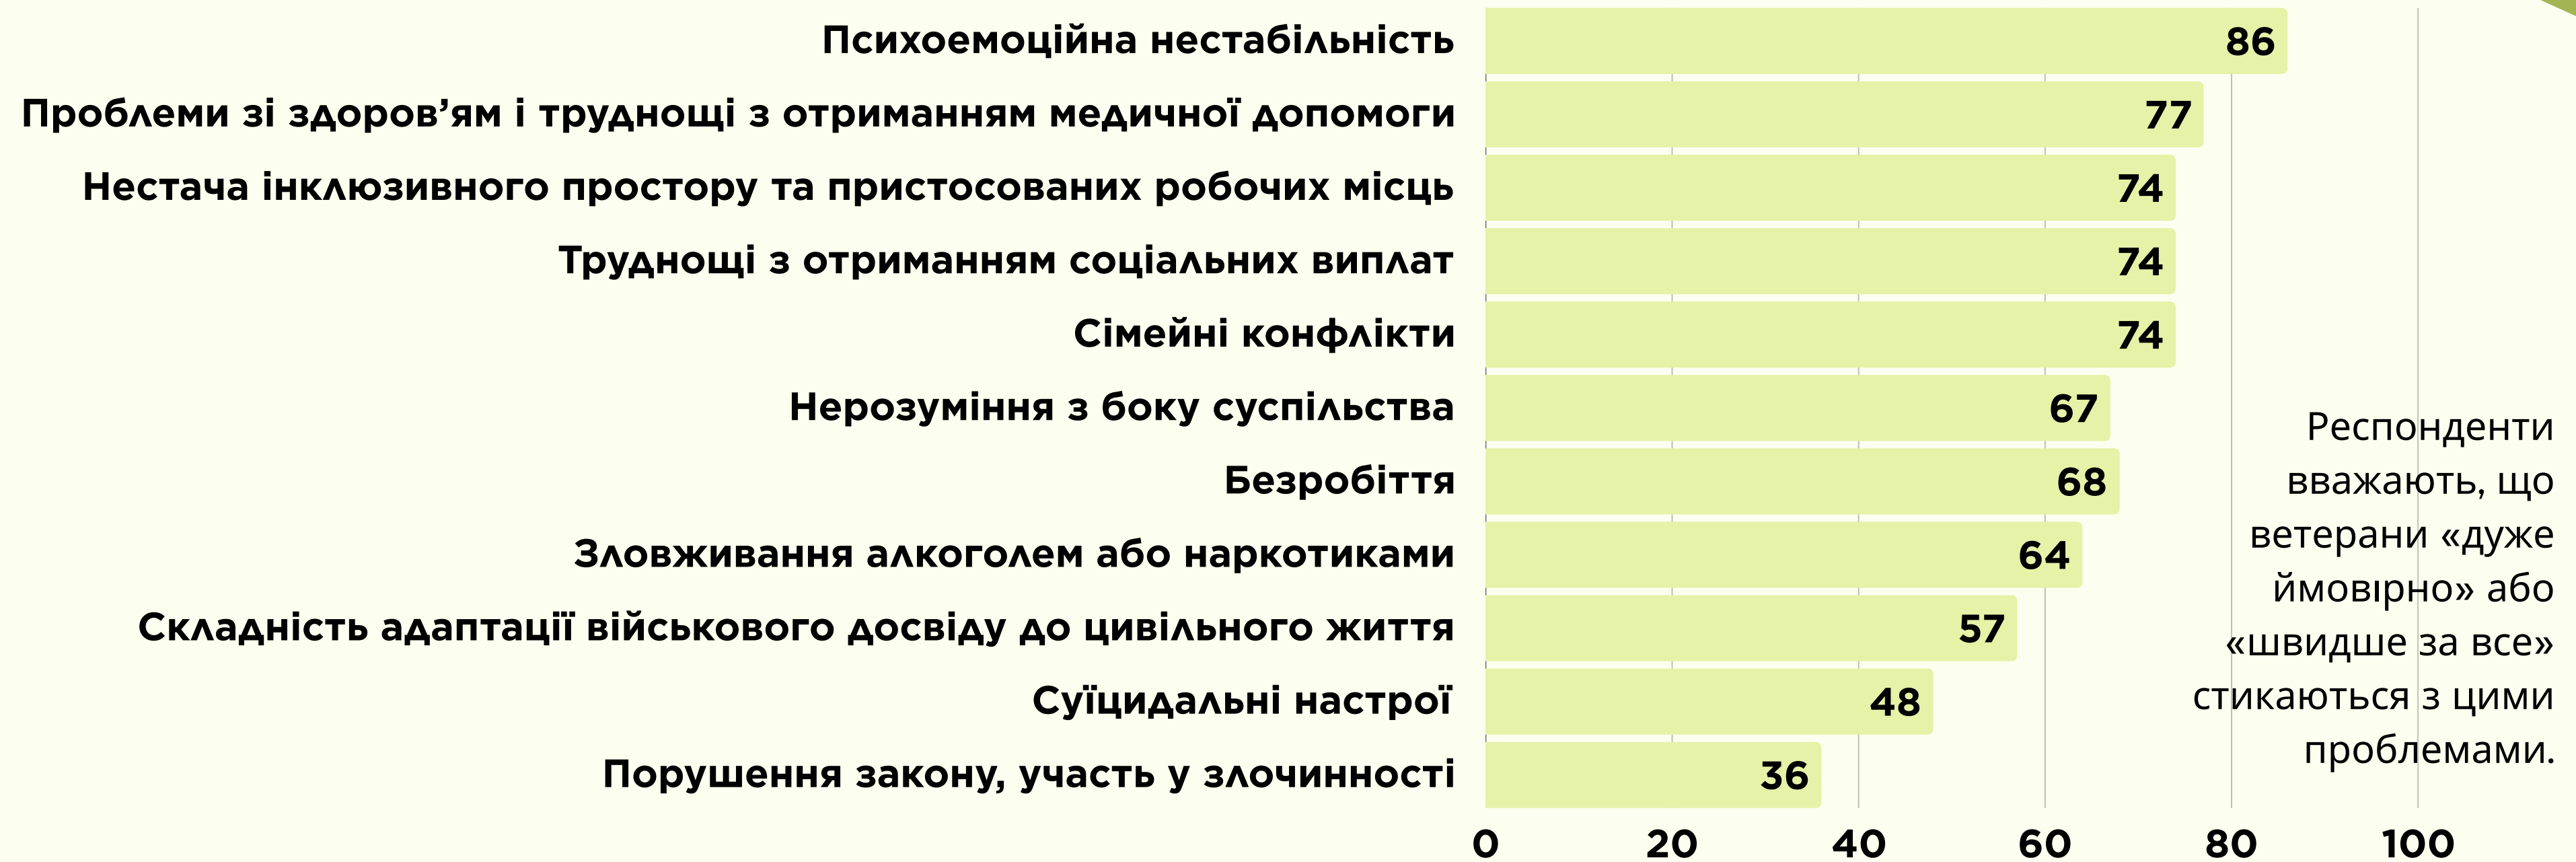 Психоемоційна нестабільність 86
Проблеми зі здоров’ям і труднощі з отриманням медичної допомоги 77
Нестача інклюзивного простору та пристосованих робочих місць 74
Труднощі з отриманням соціальних виплат 74
Сімейні конфлікти 74
Нерозуміння з боку суспільства 67
Безробіття 68
Зловживання алкоголем або наркотиками 64
Складність адаптації військового досвіду до цивільного життя 57
Суїцидальні настрої 48
Порушення закону, участь у злочинності 36
0 20 40 60 80 100
Респонденти
вважають, що
ветерани «дуже
ймовірно» або
«швидше за все»
стикаються з цими
проблемами.